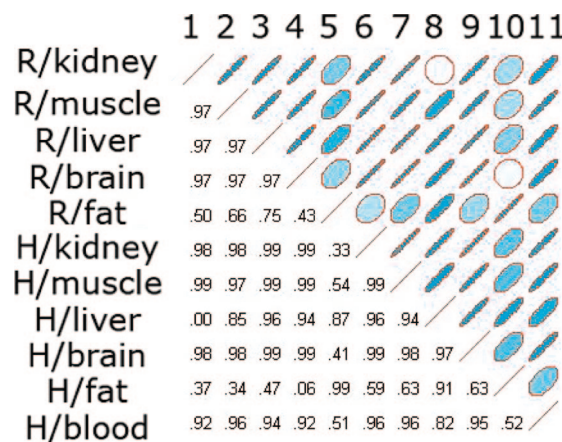 1 2 3 4 5 6 7 8 9 10 11
R/kidney
R/muscle .97
R/liver .97 .97
R/brain .97 .97 .97
R/fat .50 .66 .75 .43
H/kidney .98 .98 .99 .99 .33
H/muscle .99 .97 .99 .99 .54 .99
H/liver .00 .85 .96 .94 .87 .96 .94
H/brain .98 .98 .99 .99 .41 .99 .98 .97
H/fat .37 .34 .47 .06 .99 .59 .63 .91 .63
H/blood .92 .96 .94 .92 .51 .96 .96 .82 .95 .52